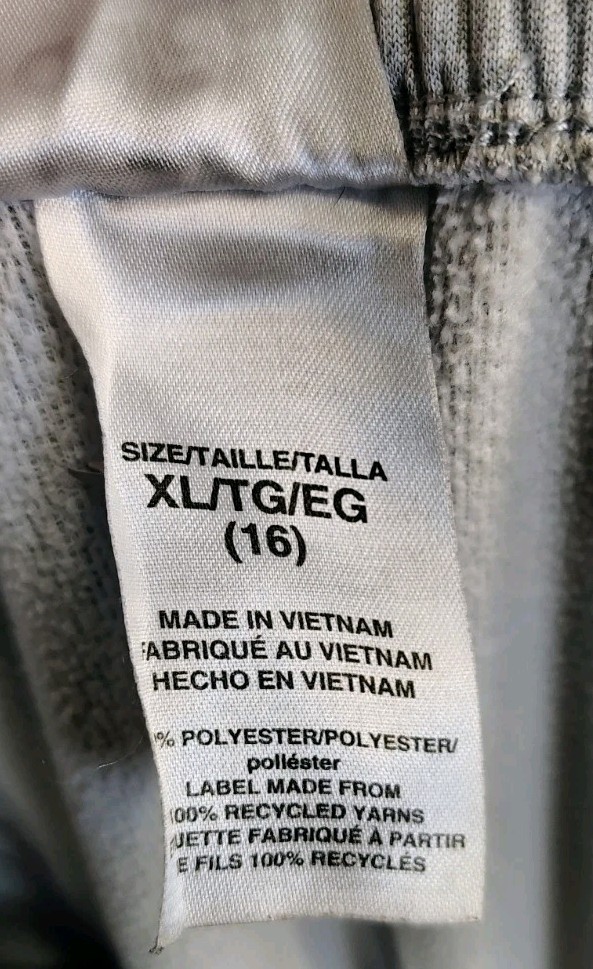 SIZE/TAILLE/TALLA
XL/TG/EG
(16)
MADE IN VIETNAM
FABRIQUÉ AU VIETNAM
HECHO EN VIETNAM
% POLYESTER/POLYESTER/
poliéster
LABEL MADE FROM
100% RECYCLED YARNS
UETTE FABRIQUÉ À PARTIR
E FILS 100% RECYCLÉS